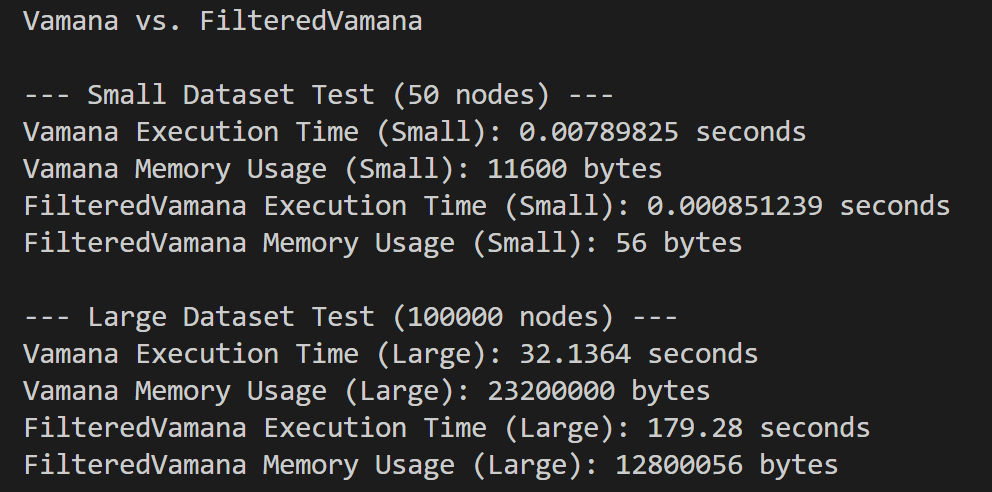 Vamana vs. FilteredVamana
--- Small Dataset Test (50 nodes) ---
Vamana Execution Time (Small): 0.00789825 seconds
Vamana Memory Usage (Small): 11600 bytes
FilteredVamana Execution Time (Small): 0.000851239 seconds
FilteredVamana Memory Usage (Small): 56 bytes
--- Large Dataset Test (100000 nodes) ---
Vamana Execution Time (Large): 32.1364 seconds
Vamana Memory Usage (Large): 23200000 bytes
FilteredVamana Execution Time (Large): 179.28 seconds
FilteredVamana Memory Usage (Large): 12800056 bytes